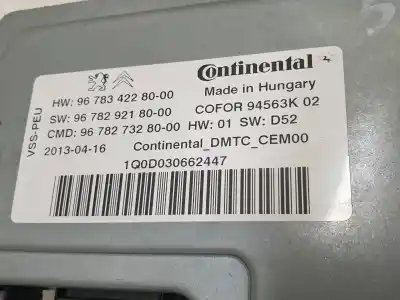 Continental
Made in Hungary
HW: 96 783 422 80-00
COFOR 94563K 02
SW: 96 782 921 80-00
CMD: 96 782 732 80-00 HW: 01 SW: D52
2013-04-16 Continental_DMTC_CEM00
1Q0D030662447
VSS-PEU